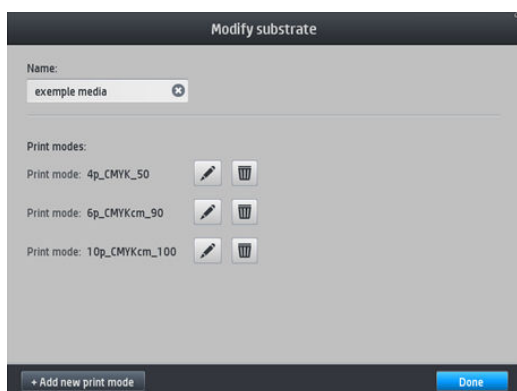 Modify substrate
Name:
exemple media
Print modes:
Print mode: 4p_CMYK_50
Print mode: 6p_CMYKcm_90
Print mode: 10p_CMYKcm_100
+ Add new print mode
Done